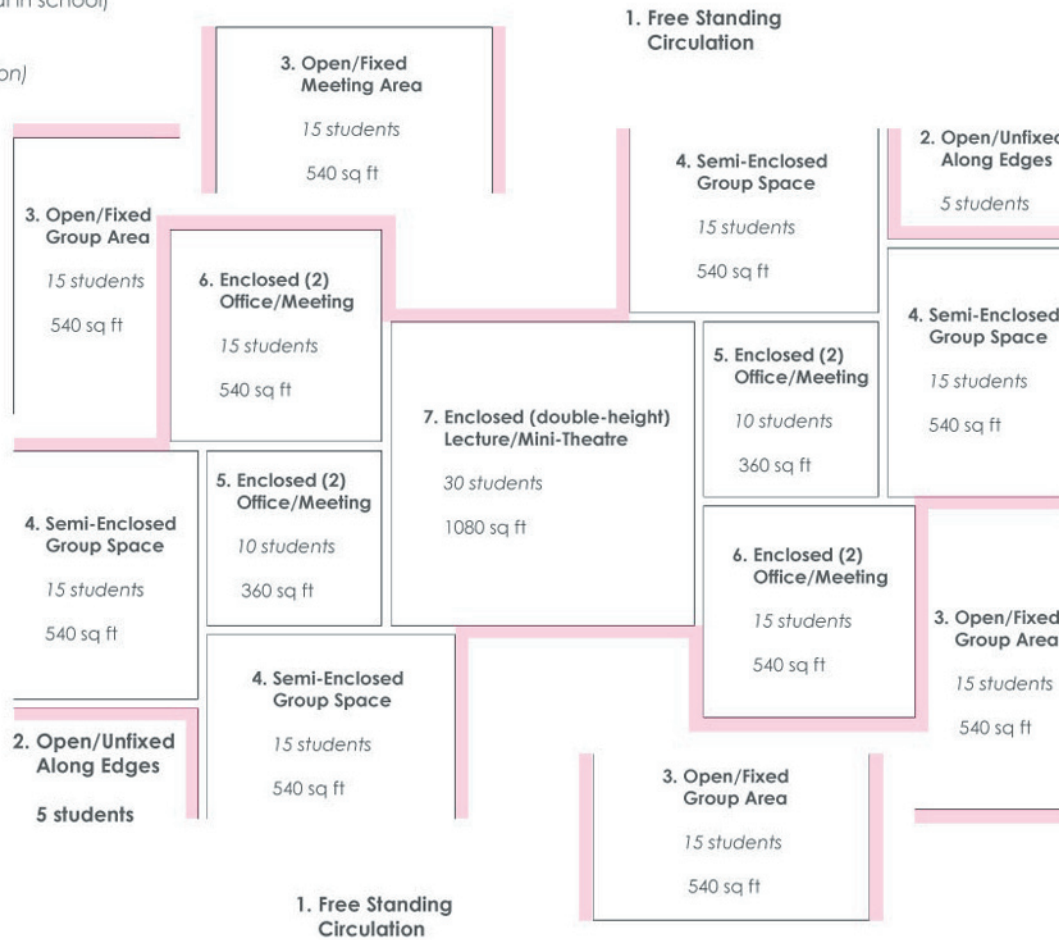 in school)
on)
1. Free Standing
Circulation
3. Open/Fixed
Meeting Area
15 students
540 sq ft
4. Semi-Enclosed
Group Space
15 students
540 sq ft
2. Open/Unfixed
Along Edges
5 students
3. Open/Fixed
Group Area
15 students
540 sq ft
6. Enclosed (2)
Office/Meeting
15 students
540 sq ft
7. Enclosed (double-height)
Lecture/Mini-Theatre
30 students
1080 sq ft
5. Enclosed (2)
Office/Meeting
10 students
360 sq ft
4. Semi-Enclosed
Group Space
15 students
540 sq ft
4. Semi-Enclosed
Group Space
15 students
540 sq ft
5. Enclosed (2)
Office/Meeting
10 students
360 sq ft
6. Enclosed (2)
Office/Meeting
15 students
540 sq ft
3. Open/Fixed
Group Area
15 students
540 sq ft
2. Open/Unfixed
Along Edges
5 students
4. Semi-Enclosed
Group Space
15 students
540 sq ft
3. Open/Fixed
Group Area
15 students
540 sq ft
1. Free Standing
Circulation